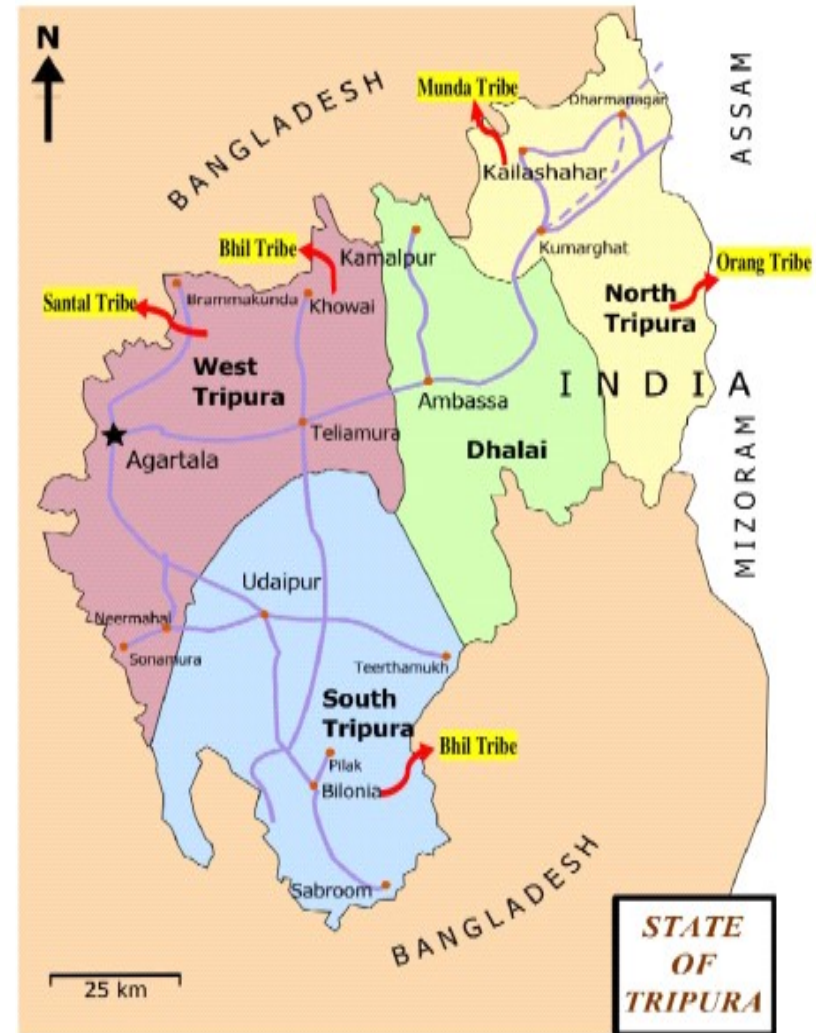 N
BANGLADESH
ASSAM
Munda Tribe
Dharmanagar
Kailashahar
Bhil Tribe
Kamalpur
Kumarghat
Orang Tribe
Santal Tribe
Brammakunda
Khowai
North
Tripura
West
Tripura
INDIA
Ambassa
Teliamura
Agartala
Dhalai
MIZORAM
Udaipur
Neermahal
Sonamura
Teerthamukh
South
Tripura
Bhil Tribe
Pilak
Bilonia
Sabroom
BANGLADESH
25 km
STATE
OF
TRIPURA